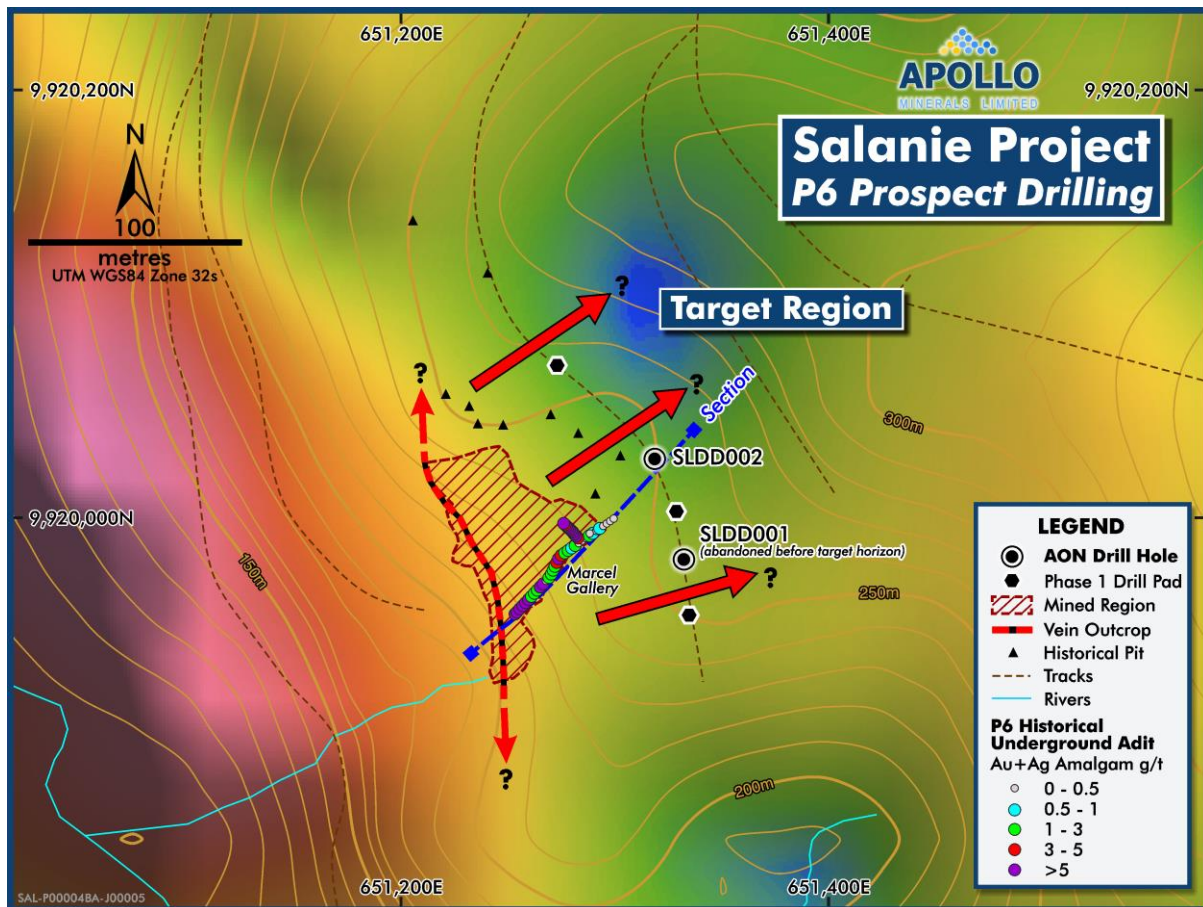 651,200E
651,400E
9,920,200N
APOLLO
MINERALS LIMITED
9,920,200N
Salanie Project
P6 Prospect Drilling
N
100
metres
UTM WGS84 Zone 32s
?
Target Region
?
?
Section
300m
SLDD002
9,920,000N
SLDD001
(abandoned before target horizon)
Marcel
Gallery
?
150m
250m
?
200m
LEGEND
AON Drill Hole
Phase 1 Drill Pad
Mined Region
Vein Outcrop
Historical Pit
Tracks
Rivers
P6 Historical
Underground Adit
Au+Ag Amalgam g/t
0 - 0.5
0.5 - 1
1 - 3
3 - 5
>5
651,200E
651,400E
SAL-P00004BA-J00005